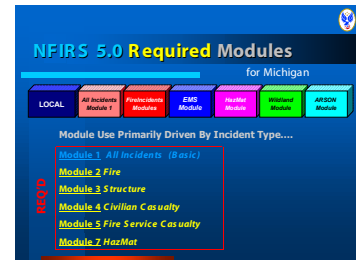 NFIRS 5.0 Required Modules
for Michigan
LOCAL
All Incidents
Module 1
FireIncidents
Modules
EMS
Module
HazMat
Module
Wildland
Module
ARSON
Module
Module Use Primarily Driven By Incident Type....
REQ'D
Module 1 All Incidents (Basic)
Module 2 Fire
Module 3 Structure
Module 4 Civilian Casualty
Module 5 Fire Service Casualty
Module 7 HazMat